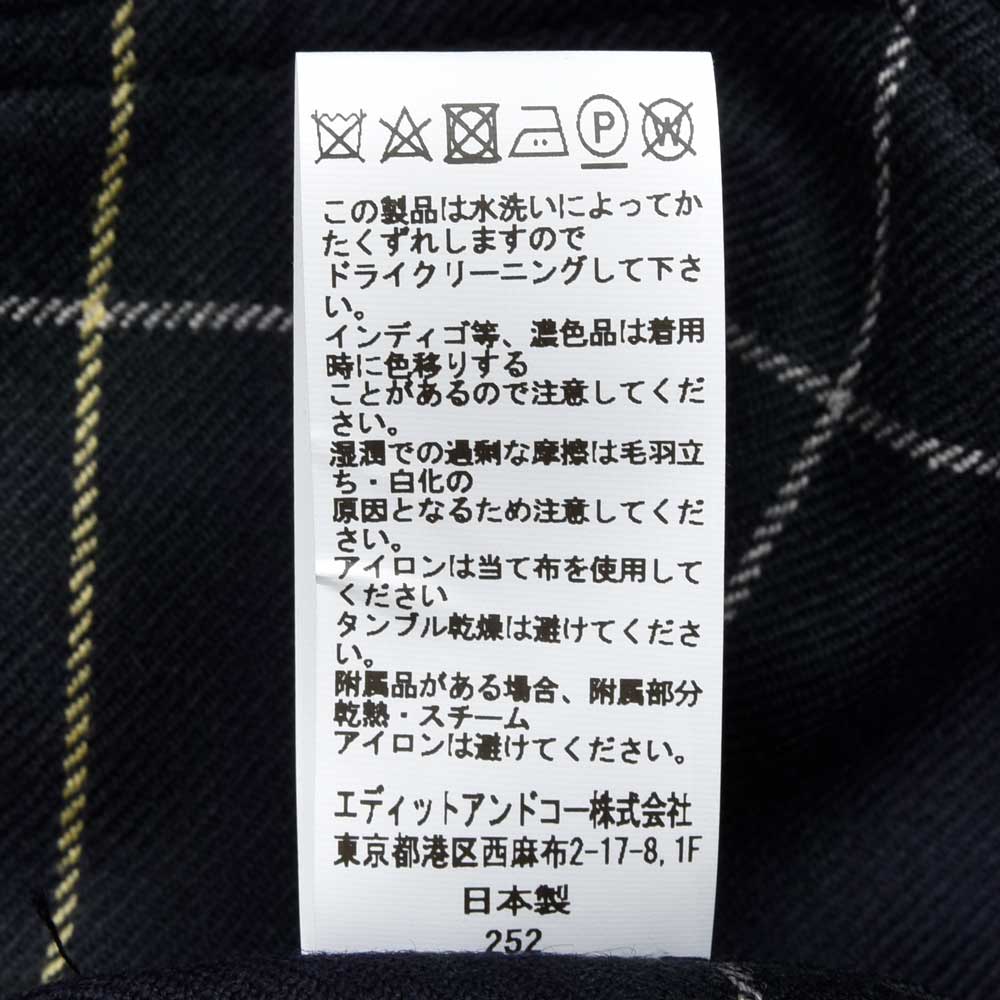 P W
この製品は水洗いによってか
たくずれしますので
ドライクリーニングして下さ
い。
インディゴ等、濃色品は着用
時に色移りする
ことがあるので注意してくだ
さい。
湿潤での過剰な摩擦は毛羽立
ち・白化の
原因となるため注意してくだ
さい。
アイロンは当て布を使用して
ください
タンブル乾燥は避けてくださ
い。
附属品がある場合、附属部分
乾熱・スチーム
アイロンは避けてください。
エディットアンドコー株式会社
東京都港区西麻布2-17-8,1F
日本製
252